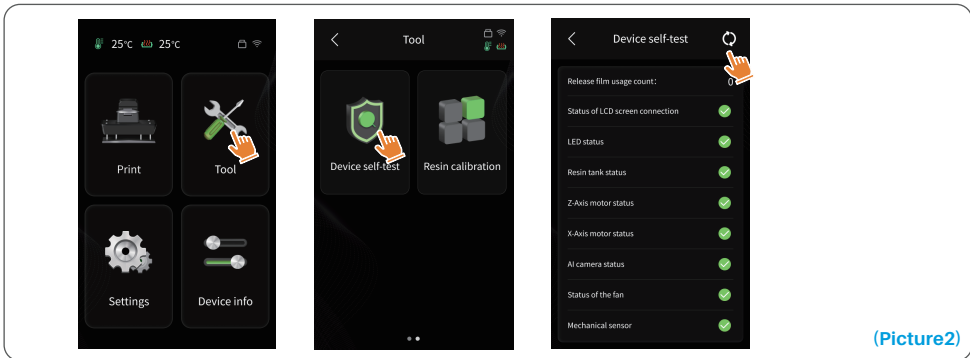 25°C 25°C
Print
Tool
Settings
Device info
Tool
Device self-test
Resin calibration
Device self-test
Release film usage count: 0
Status of LCD screen connection
LED status
Resin tank status
Z-Axis motor status
X-Axis motor status
AI camera status
Status of the fan
Mechanical sensor
(Picture2)